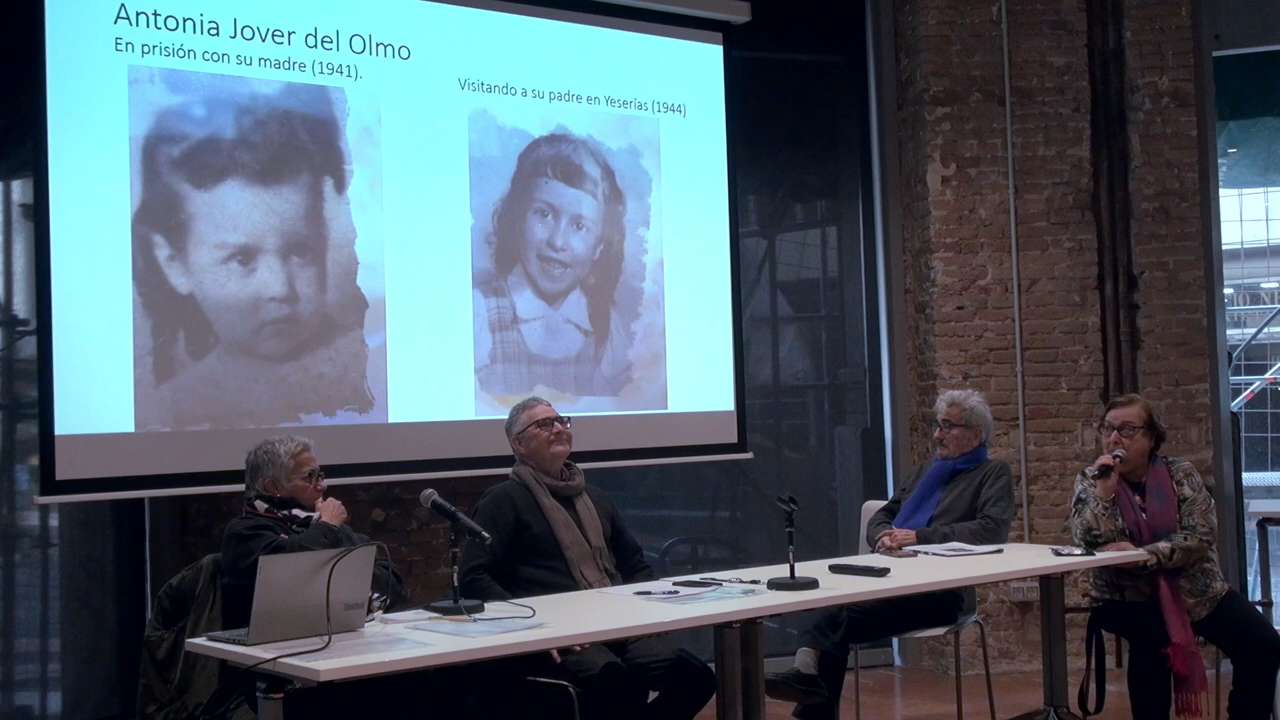 Antonia Jover del Olmo
En prisión con su madre (1941).
Visitando a su padre en Yeserías (1944)